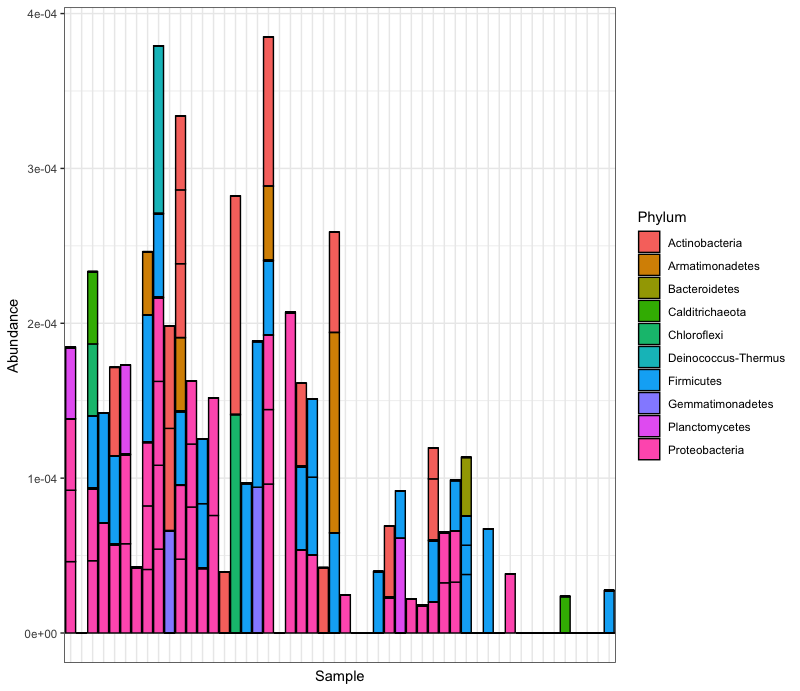 4e-04
3e-04
2e-04
1e-04
0e+00
Abundance
Sample
Phylum
Actinobacteria
Armatimonadetes
Bacteroidetes
Calditrichaeota
Chloroflexi
Deinococcus-Thermus
Firmicutes
Gemmatimonadetes
Planctomycetes
Proteobacteria